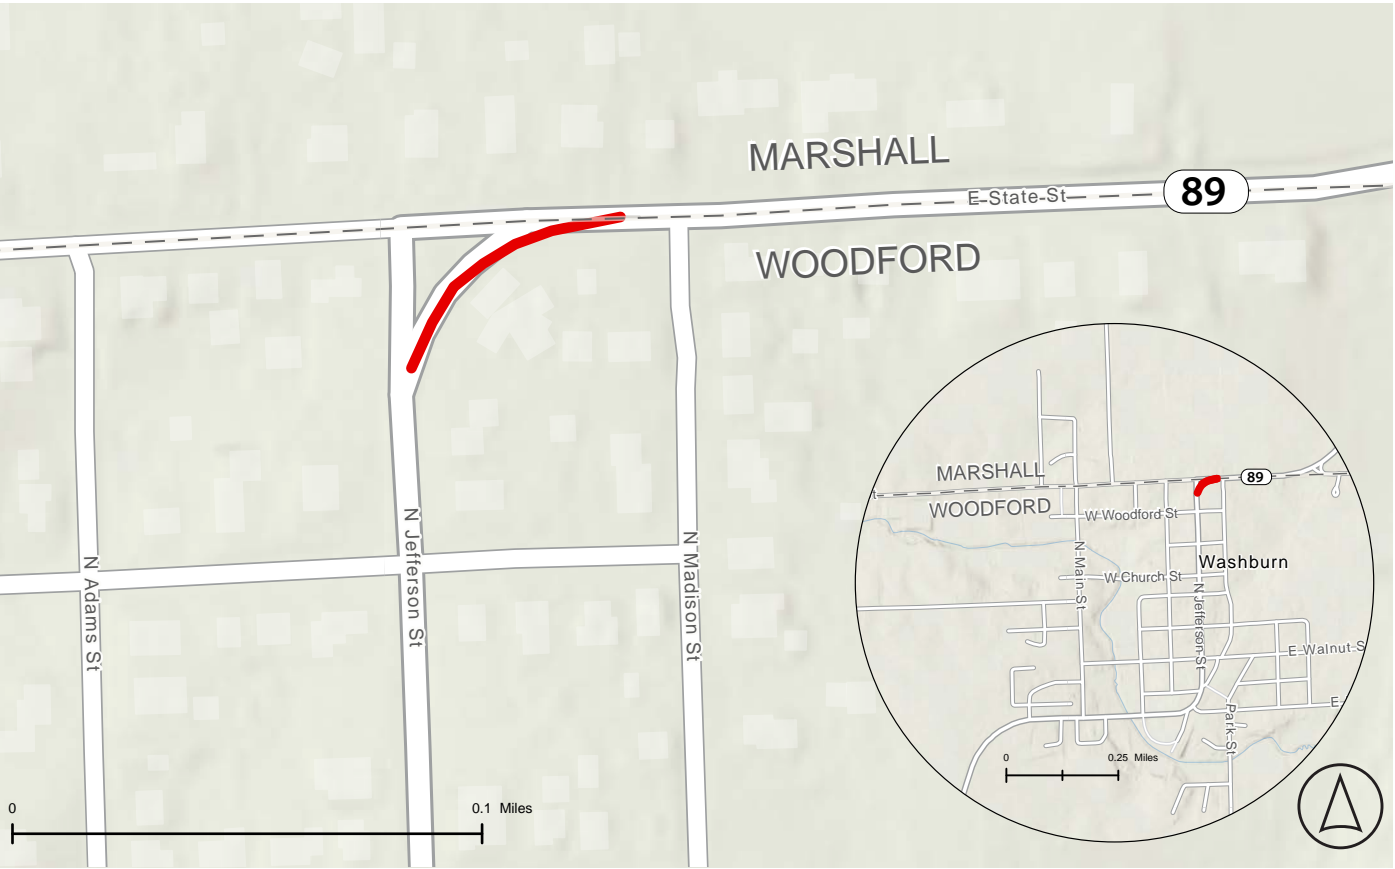 MARSHALL
E State St
89
WOODFORD
MARSHALL
89
t
WOODFORD
W Woodford St
N Adams St
N Jefferson St
N Madison St
N Main St
Washburn
W Church St
N Jefferson St
E Walnut S
E
Park St
0 0.25 Miles
0 0.1 Miles